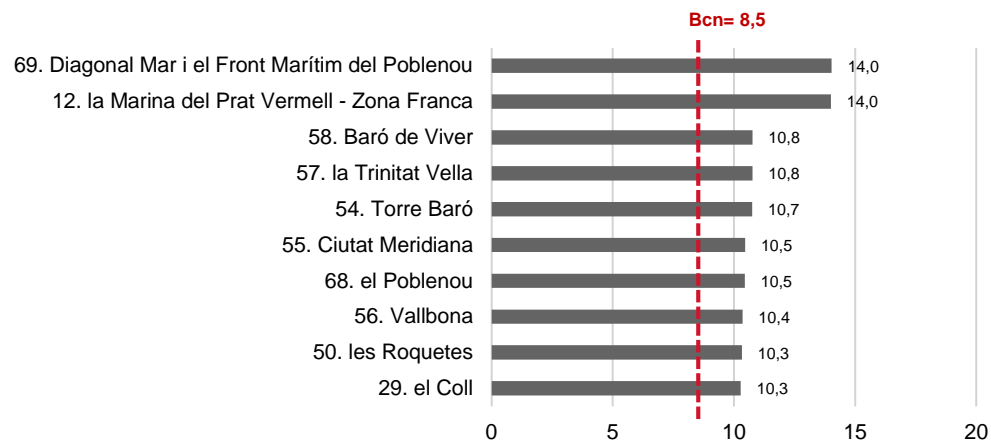 Bcn= 8,5
69. Diagonal Mar i el Front Marítim del Poblenou 14,0
12. la Marina del Prat Vermell - Zona Franca 14,0
58. Baró de Viver 10,8
57. la Trinitat Vella 10,8
54. Torre Baró 10,7
55. Ciutat Meridiana 10,5
68. el Poblenou 10,5
56. Vallbona 10,4
50. les Roquetes 10,3
29. el Coll 10,3
0 5 10 15 20